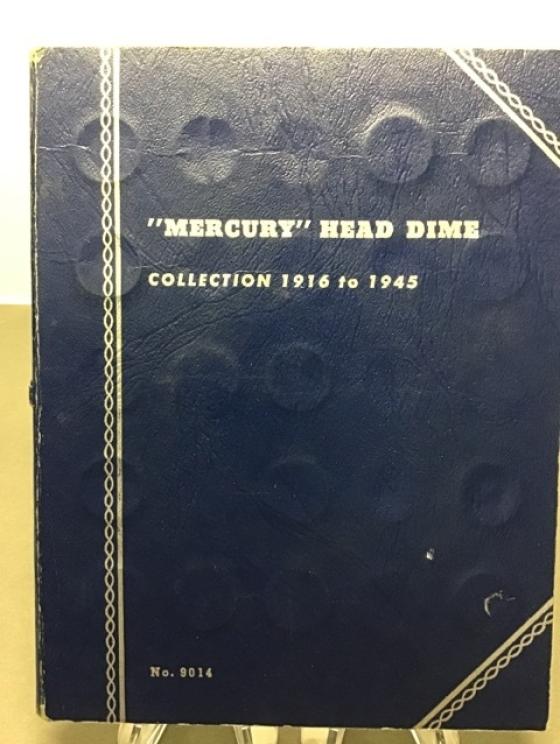 "MERCURY" HEAD DIME
COLLECTION 1916 to 1945
No. 9014